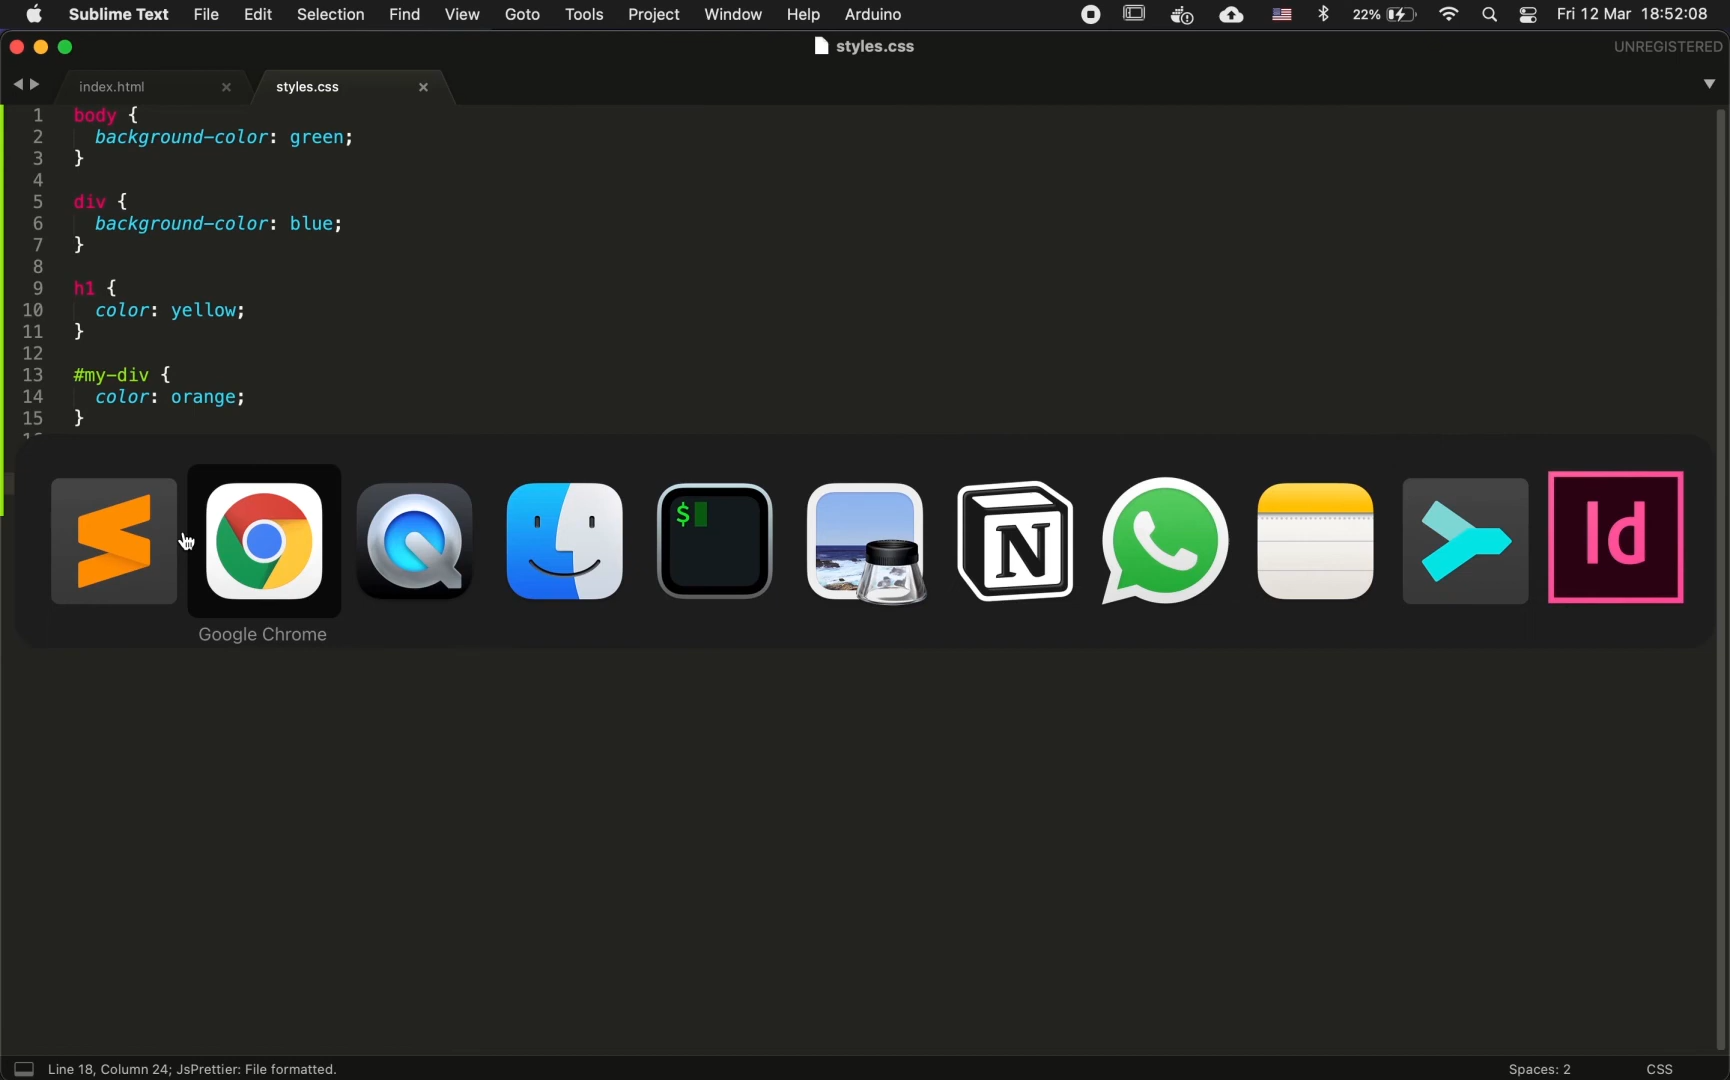 Sublime Text File Edit Selection Find View Goto Tools Project Window Help Arduino 22% Fri 12 Mar 18:52:08
styles.css UNREGISTERED
index.html styles.css
1 body {
2 background-color: green;
3 }
4
5 div {
6 background-color: blue;
7 }
8
9 h1 {
10 color: yellow;
11 }
12
13 #my-div {
14 color: orange;
15 }
$ N Id
Google Chrome
Line 18, Column 24; JsPrettier: File formatted. Spaces: 2 CSS